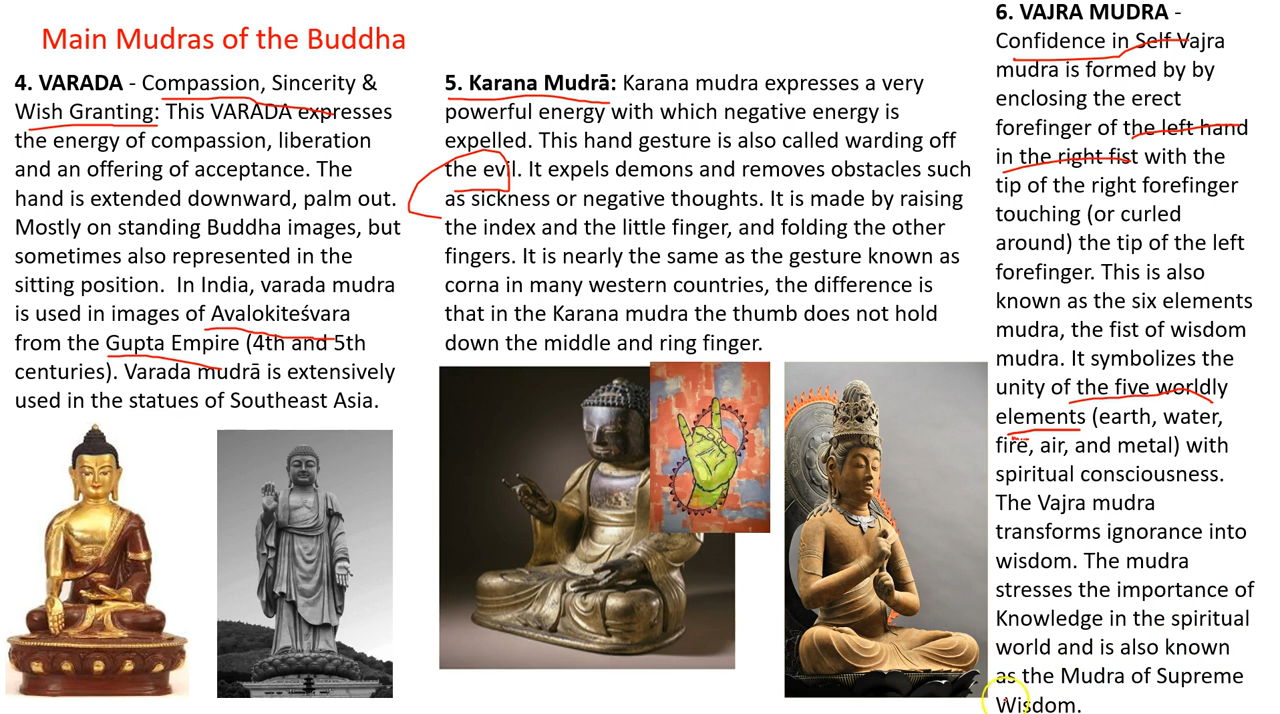 Main Mudras of the Buddha
4. VARADA - Compassion, Sincerity &
Wish Granting: This VARADA expresses
the energy of compassion, liberation
and an offering of acceptance. The
hand is extended downward, palm out.
Mostly on standing Buddha images, but
sometimes also represented in the
sitting position. In India, varada mudra
is used in images of Avalokiteśvara
from the Gupta Empire (4th and 5th
centuries). Varada mudrā is extensively
used in the statues of Southeast Asia.
5. Karana Mudrā: Karana mudra expresses a very
powerful energy with which negative energy is
expelled. This hand gesture is also called warding off
the evil. It expels demons and removes obstacles such
as sickness or negative thoughts. It is made by raising
the index and the little finger, and folding the other
fingers. It is nearly the same as the gesture known as
corna in many western countries, the difference is
that in the Karana mudra the thumb does not hold
down the middle and ring finger.
6. VAJRA MUDRA -
Confidence in Self Vajra
mudra is formed by by
enclosing the erect
forefinger of the left hand
in the right fist with the
tip of the right forefinger
touching (or curled
around) the tip of the left
forefinger. This is also
known as the six elements
mudra, the fist of wisdom
mudra. It symbolizes the
unity of the five worldly
elements (earth, water,
fire, air, and metal) with
spiritual consciousness.
The Vajra mudra
transforms ignorance into
wisdom. The mudra
stresses the importance of
Knowledge in the spiritual
world and is also known
as the Mudra of Supreme
Wisdom.